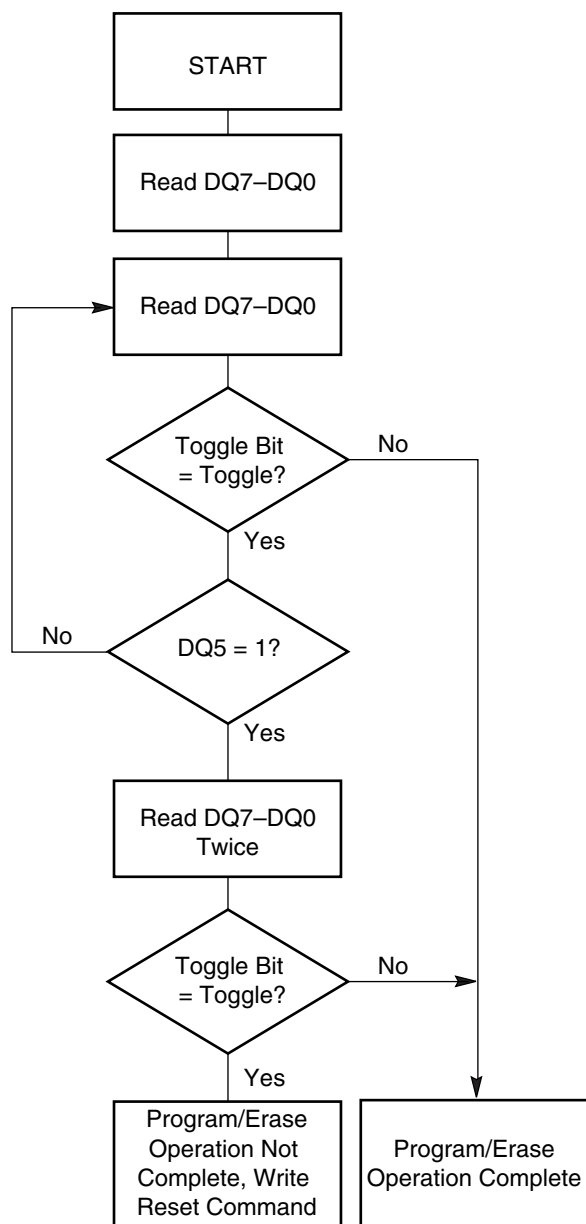 START
Read DQ7–DQ0
Read DQ7–DQ0
Toggle Bit
= Toggle?
No
Yes
No
DQ5 = 1?
Yes
Read DQ7–DQ0
Twice
Toggle Bit
= Toggle?
No
Yes
Program/Erase
Operation Not
Complete, Write
Reset Command
Program/Erase
Operation Complete